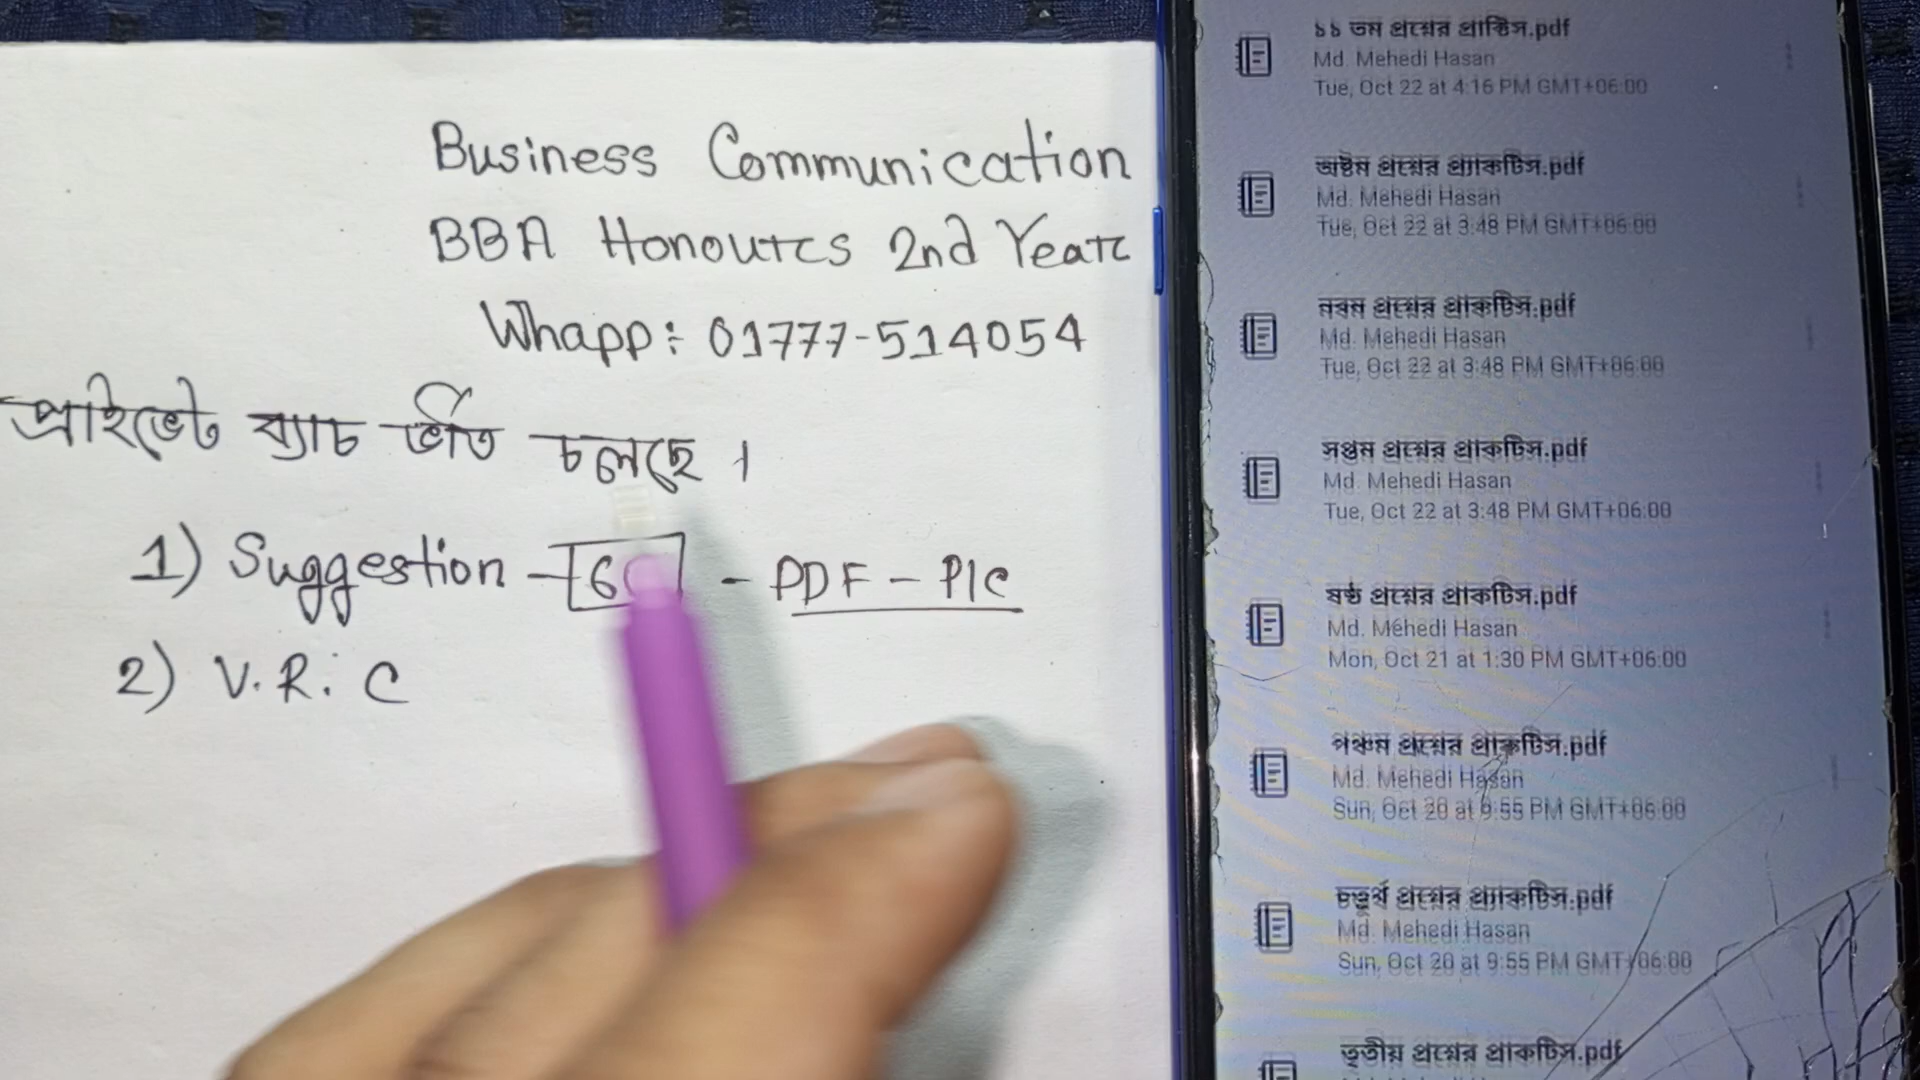 Business Communication
BBA Honours 2nd Year
Whapp: 01777-514054
প্রাইভেট ব্যাচ ভর্তি চলছে।
1) Suggestion - 60 - PDF - PIC
2) V.R.C
১১ তম প্রশ্নের প্রাক্টিস.pdf
Md. Mehedi Hasan
Tue, Oct 22 at 4:16 PM GMT+06:00
অষ্টম প্রশ্নের প্র্যাকটিস.pdf
Md. Mehedi Hasan
Tue, Oct 22 at 3:48 PM GMT+06:00
নবম প্রশ্নের প্রাকটিস.pdf
Md. Mehedi Hasan
Tue, Oct 22 at 3:48 PM GMT+06:00
সপ্তম প্রশ্নের প্রাকটিস.pdf
Md. Mehedi Hasan
Tue, Oct 22 at 3:48 PM GMT+06:00
ষষ্ঠ প্রশ্নের প্রাকটিস.pdf
Md. Mehedi Hasan
Mon, Oct 21 at 1:30 PM GMT+06:00
পঞ্চম প্রশ্নের প্রাকটিস.pdf
Md. Mehedi Hasan
Sun, Oct 20 at 9:55 PM GMT+06:00
চতুর্থ প্রশ্নের প্র্যাকটিস.pdf
Md. Mehedi Hasan
Sun, Oct 20 at 9:55 PM GMT+06:00
তৃতীয় প্রশ্নের প্রাকটিস.pdf